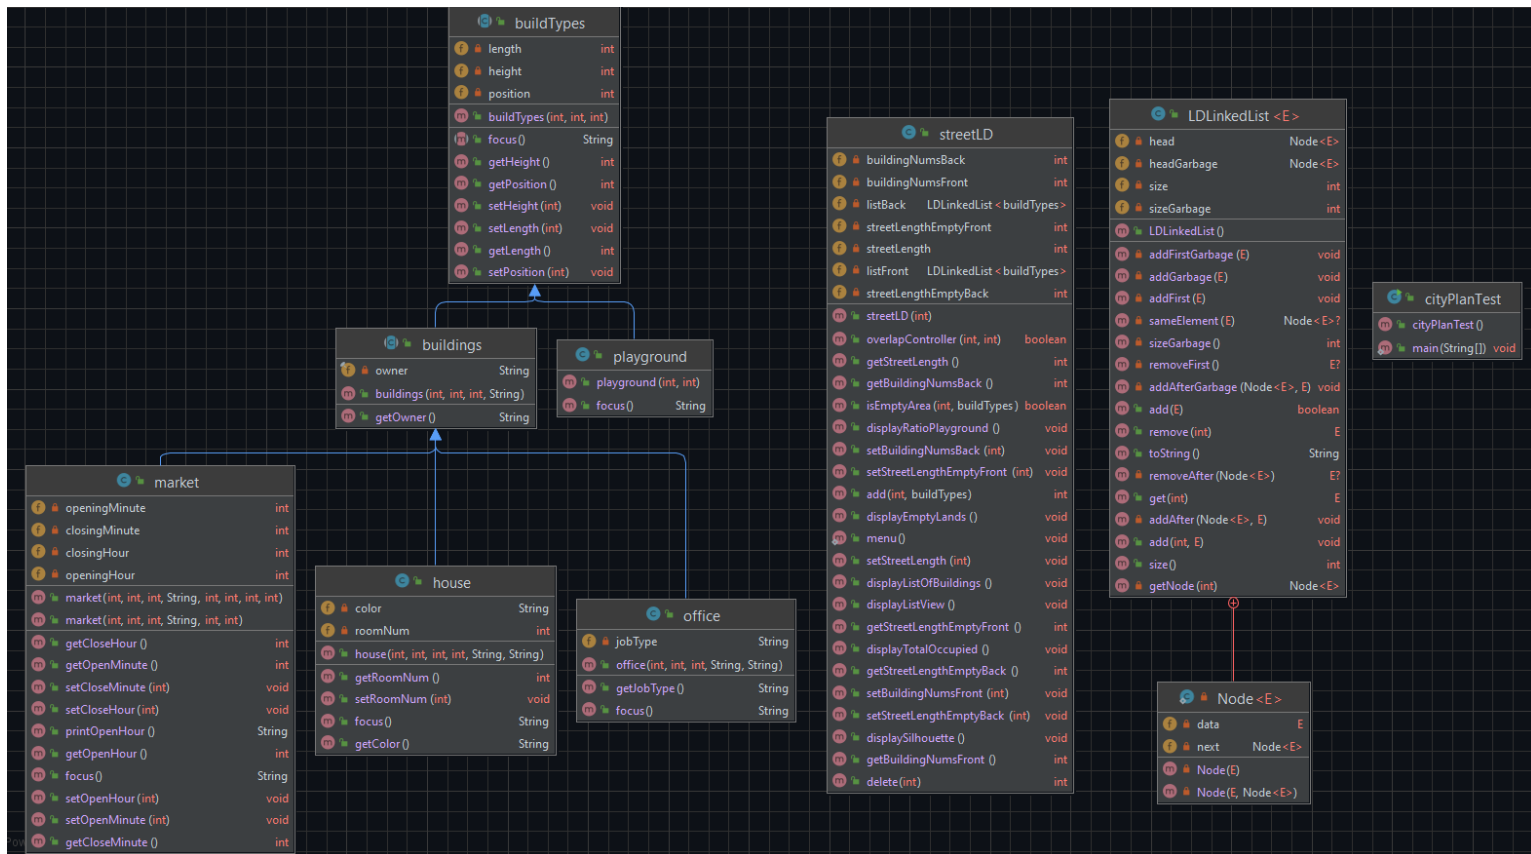 buildTypes
length int
height int
position int
buildTypes(int, int, int)
focus() String
getHeight() int
getPosition() int
setHeight(int) void
setLength(int) void
getLength() int
setPosition(int) void
buildings
owner String
buildings(int, int, int, String)
getOwner() String
playground
playground(int, int)
focus() String
market
openingMinute int
closingMinute int
closingHour int
openingHour int
market(int, int, int, String, int, int, int, int)
market(int, int, int, String, int, int)
getCloseHour() int
getOpenMinute() int
setCloseMinute(int) void
setCloseHour(int) void
printOpenHour() String
getOpenHour() int
focus() String
setOpenHour(int) void
setOpenMinute(int) void
getCloseMinute() int
house
color String
roomNum int
house(int, int, int, int, String, String)
getRoomNum() int
setRoomNum(int) void
focus() String
getColor() String
office
jobType String
office(int, int, int, String, String)
getJobType() String
focus() String
streetLD
buildingNumsBack int
buildingNumsFront int
listBack LDLinkedList<buildTypes>
streetLengthEmptyFront int
streetLength int
listFront LDLinkedList<buildTypes>
streetLengthEmptyBack int
streetLD(int)
overlapController(int, int) boolean
getStreetLength() int
getBuildingNumsBack() int
isEmptyArea(int, buildTypes) boolean
displayRatioPlayground() void
setBuildingNumsBack(int) void
setStreetLengthEmptyFront(int) void
add(int, buildTypes) int
displayEmptyLands() void
menu() void
setStreetLength(int) void
displayListOfBuildings() void
displayListView() void
getStreetLengthEmptyFront() int
displayTotalOccupied() void
getStreetLengthEmptyBack() int
setBuildingNumsFront(int) void
setStreetLengthEmptyBack(int) void
displaySilhouette() void
getBuildingNumsFront() int
delete(int) int
LDLinkedList<E>
head Node<E>
headGarbage Node<E>
size int
sizeGarbage int
LDLinkedList()
addFirstGarbage(E) void
addGarbage(E) void
addFirst(E) void
sameElement(E) Node<E>?
sizeGarbage() int
removeFirst() E?
addAfterGarbage(Node<E>, E) void
add(E) boolean
remove(int) E
toString() String
removeAfter(Node<E>) E?
get(int) E
addAfter(Node<E>, E) void
add(int, E) void
size() int
getNode(int) Node<E>
Node<E>
data E
next Node<E>
Node(E)
Node(E, Node<E>)
cityPlanTest
cityPlanTest()
main(String[]) void